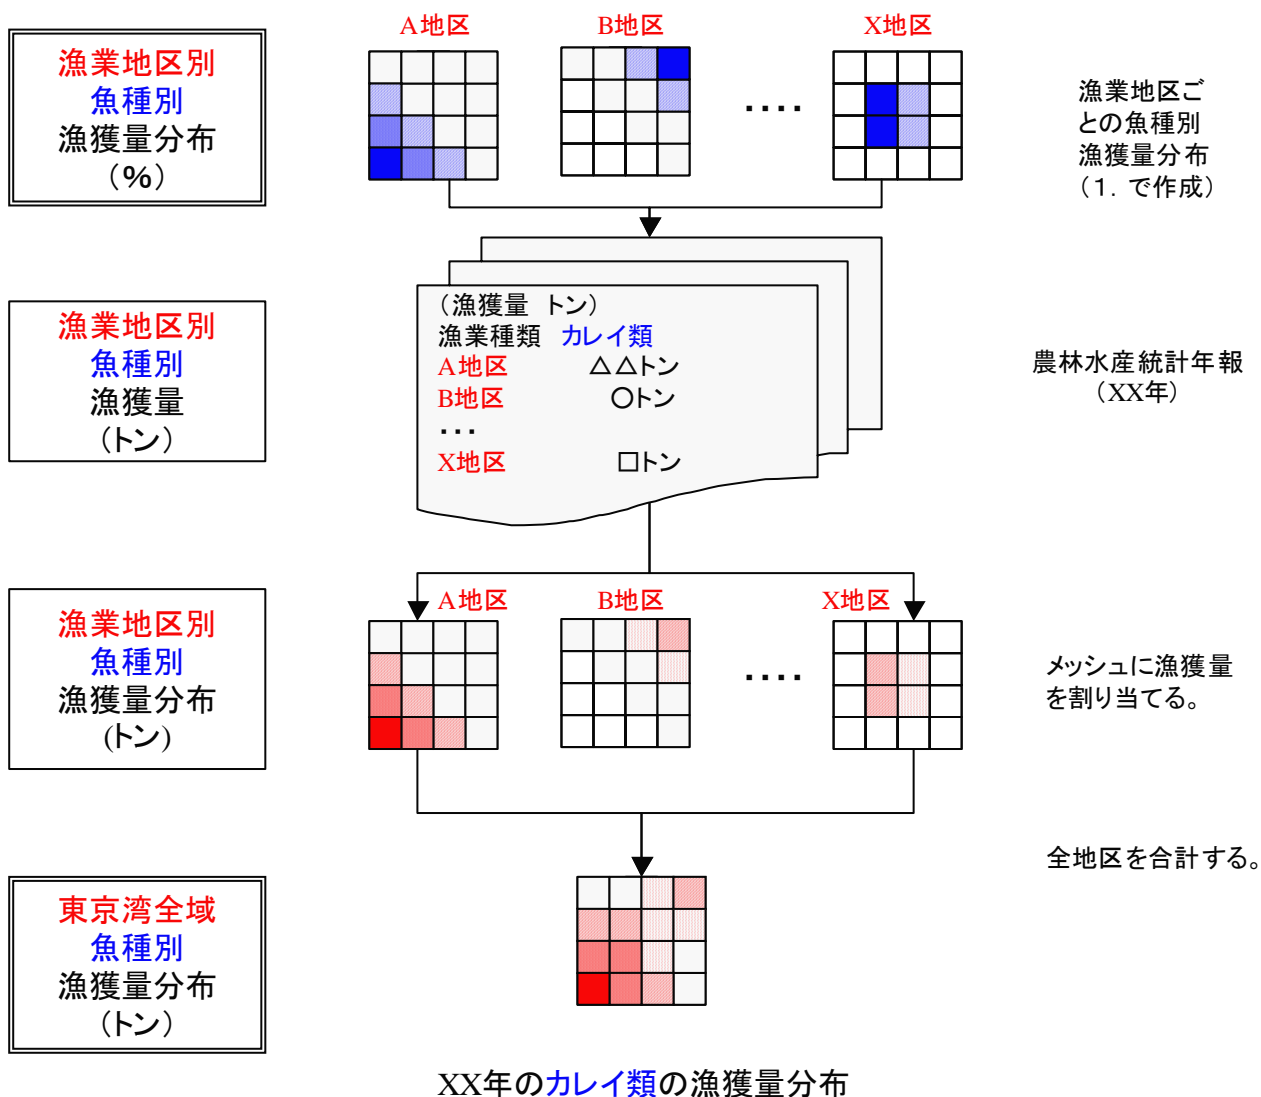 漁業地区別
魚種別
漁獲量分布
（%）
A地区
B地区
X地区
・・・・
漁業地区ご
との魚種別
漁獲量分布
（1．で作成）
漁業地区別
魚種別
漁獲量
（トン）
（漁獲量　トン）
漁業種類　カレイ類
A地区　△△トン
B地区　○トン
・・・
X地区　□トン
農林水産統計年報
（XX年）
漁業地区別
魚種別
漁獲量分布
(トン)
A地区
B地区
X地区
・・・・
メッシュに漁獲量
を割り当てる。
全地区を合計する。
東京湾全域
魚種別
漁獲量分布
（トン）
XX年のカレイ類の漁獲量分布